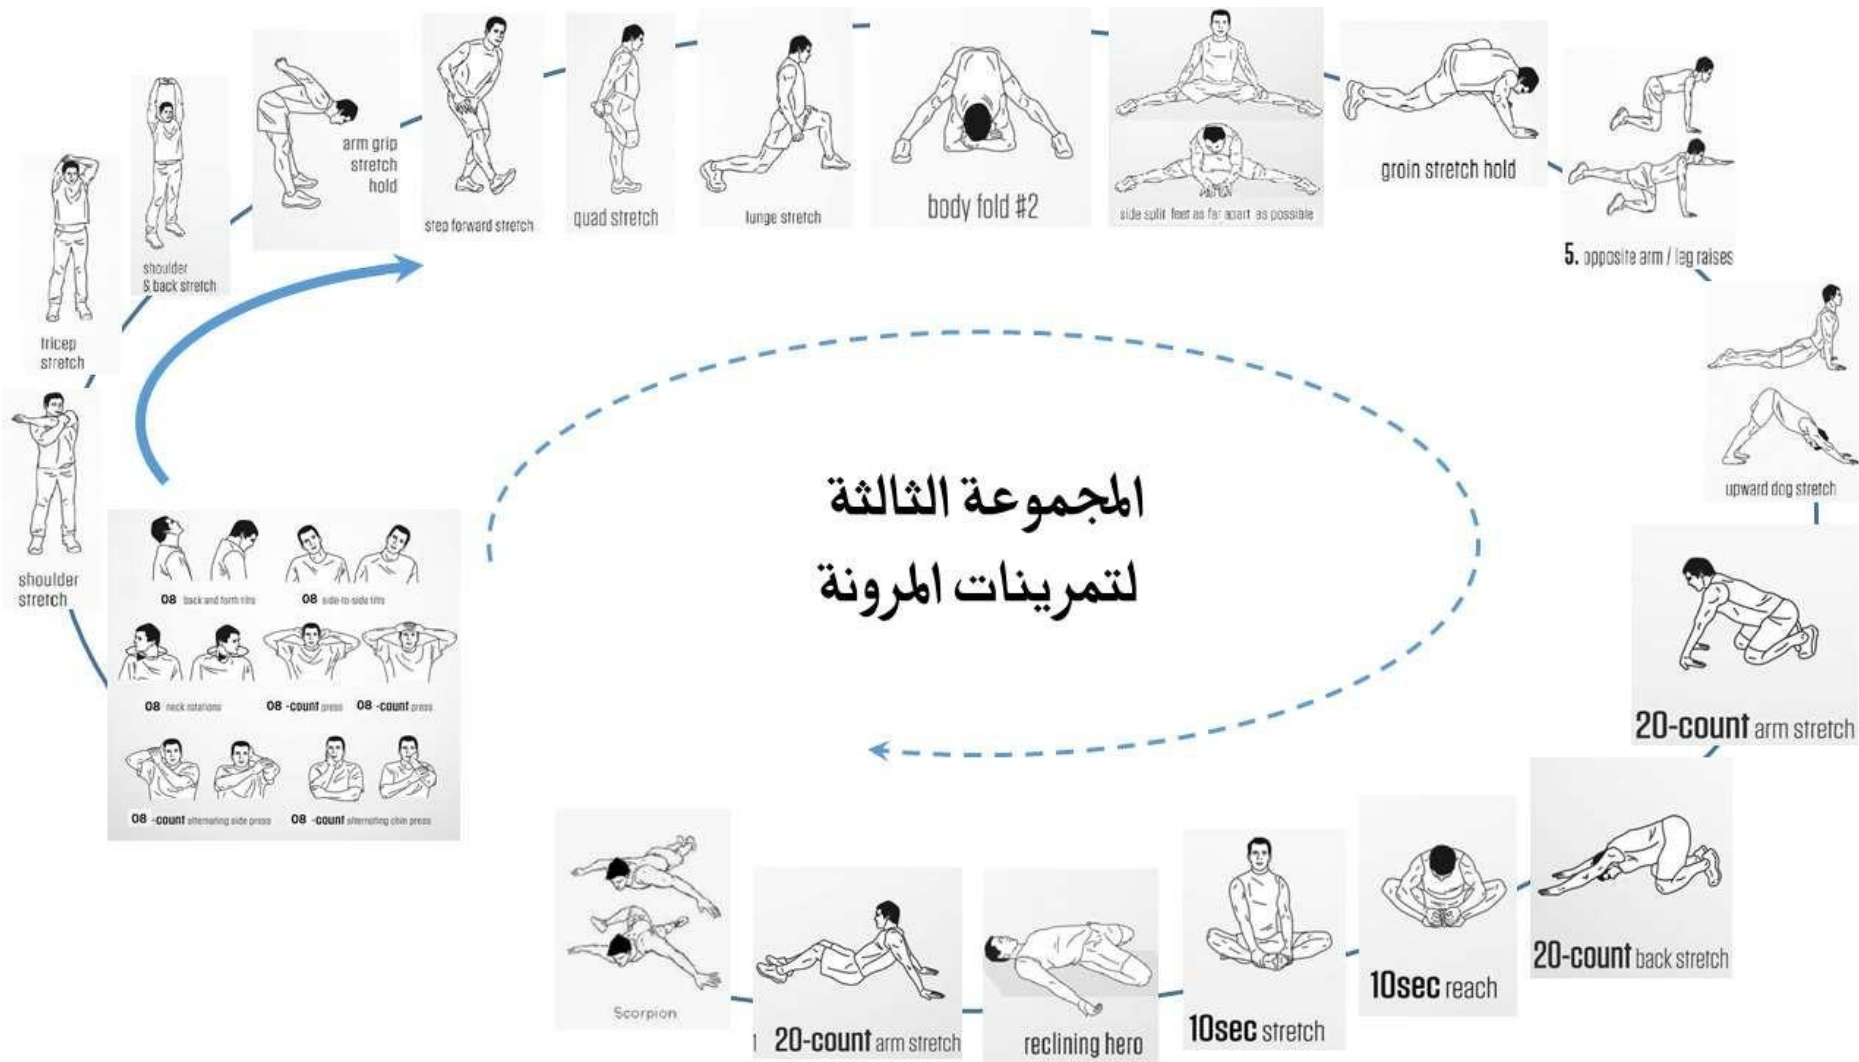 المجموعة الثالثة
لتمرينات المرونة
08 back and forth tilts
08 side-to-side tilts
08 neck rotations
08 -count press
08 -count press
08 -count alternating side press
08 -count alternating chin press
shoulder
stretch
tricep
stretch
shoulder
& back stretch
arm grip
stretch
hold
step forward stretch
quad stretch
lunge stretch
body fold #2
side split feet as far apart as possible
groin stretch hold
5. opposite arm / leg raises
upward dog stretch
20-count arm stretch
20-count back stretch
10sec reach
10sec stretch
reclining hero
20-count arm stretch
Scorpion